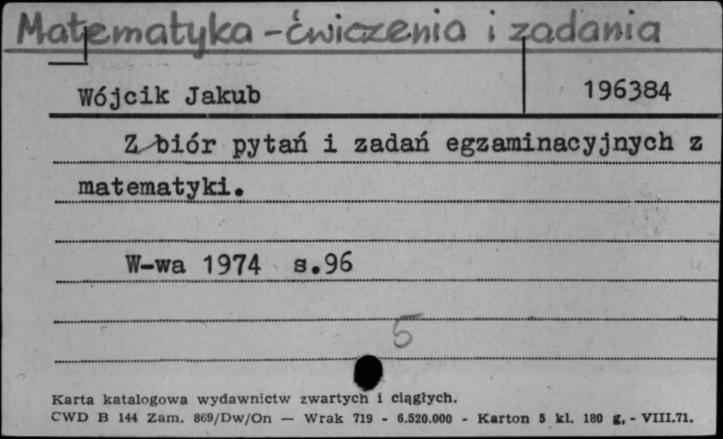 Matematyka - ćwiczenia i zadania
Wójcik Jakub
196384
Zbiór pytań i zadań egzaminacyjnych z
matematyki.
W-wa 1974 s.96
5
Karta katalogowa wydawnictw zwartych i ciągłych.
CWD B 144 Zam. 869/Dw/On — Wrak 719 - 6.520.000 - Karton 5 kl. 180 g, - VIII.71.